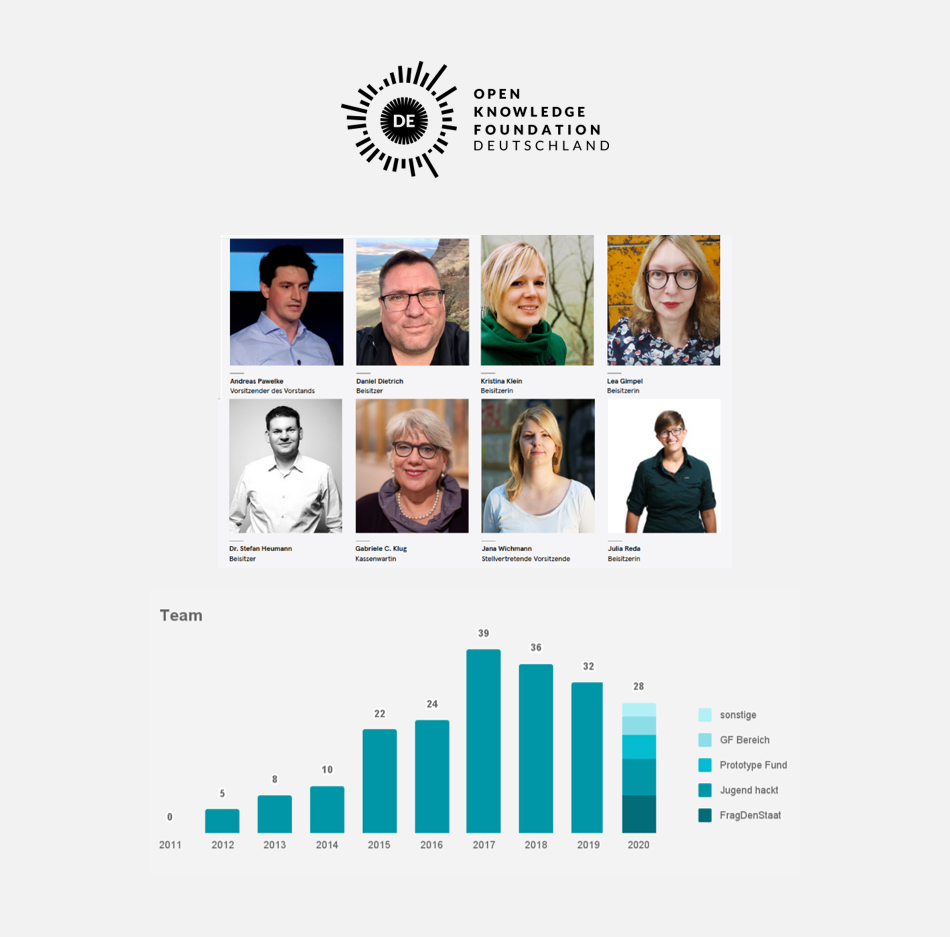 DE
OPEN
KNOWLEDGE
FOUNDATION
DEUTSCHLAND
Andreas Pawelke
Vorsitzender des Vorstands
Daniel Dietrich
Beisitzer
Kristina Klein
Beisitzerin
Lea Gimpel
Beisitzerin
Dr. Stefan Heumann
Beisitzer
Gabriele C. Klug
Kassenwartin
Jana Wichmann
Stellvertretende Vorsitzende
Julia Reda
Beisitzerin
Team
0
5
8
10
22
24
39
36
32
28
2011
2012
2013
2014
2015
2016
2017
2018
2019
2020
sonstige
GF Bereich
Prototype Fund
Jugend hackt
FragDenStaat